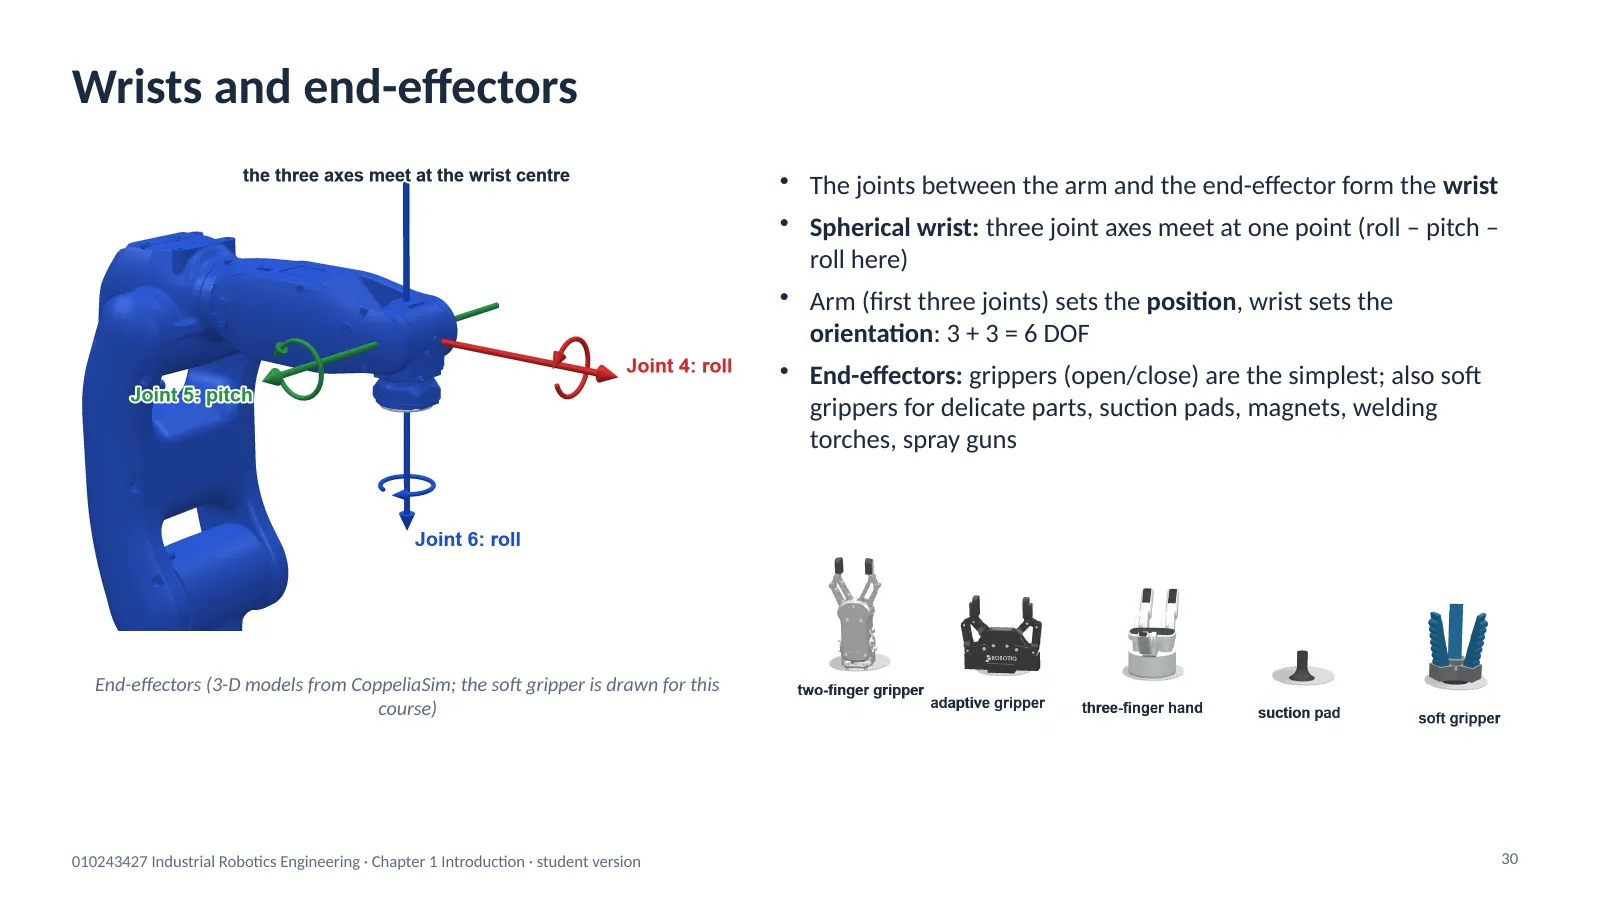 Wrists and end-effectors
the three axes meet at the wrist centre
Joint 4: roll
Joint 5: pitch
Joint 6: roll
End-effectors (3-D models from CoppeliaSim; the soft gripper is drawn for this
course)
• The joints between the arm and the end-effector form the wrist
• Spherical wrist: three joint axes meet at one point (roll – pitch –
roll here)
• Arm (first three joints) sets the position, wrist sets the
orientation: 3 + 3 = 6 DOF
• End-effectors: grippers (open/close) are the simplest; also soft
grippers for delicate parts, suction pads, magnets, welding
torches, spray guns
ROBOTIQ
two-finger gripper
adaptive gripper
three-finger hand
suction pad
soft gripper
010243427 Industrial Robotics Engineering · Chapter 1 Introduction · student version
30